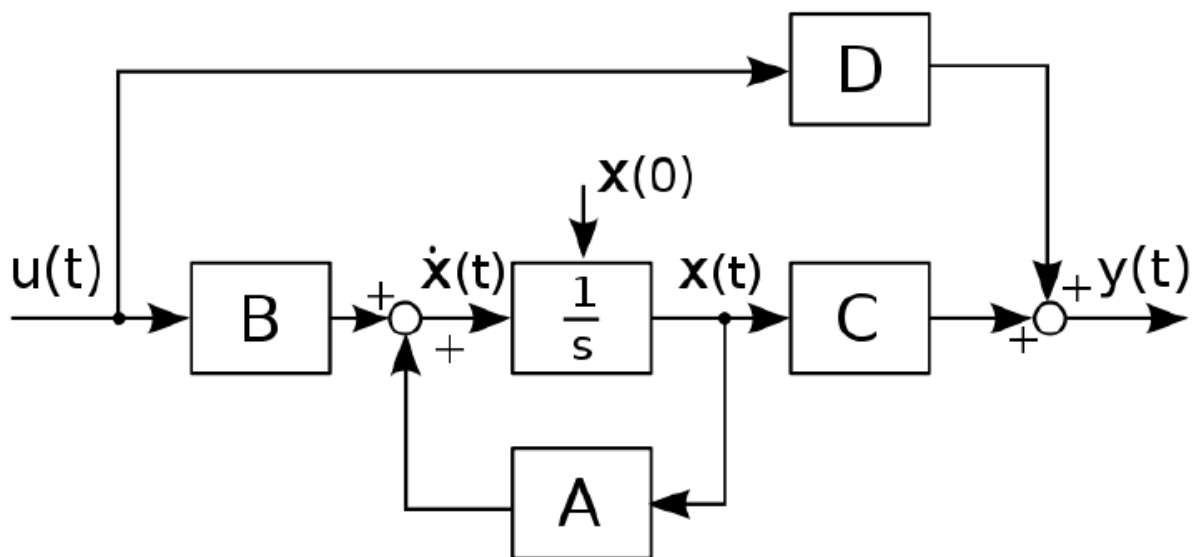 D
x(0)
u(t)
B
+
+
ẋ(t)
1
s
x(t)
C
+
+
y(t)
A